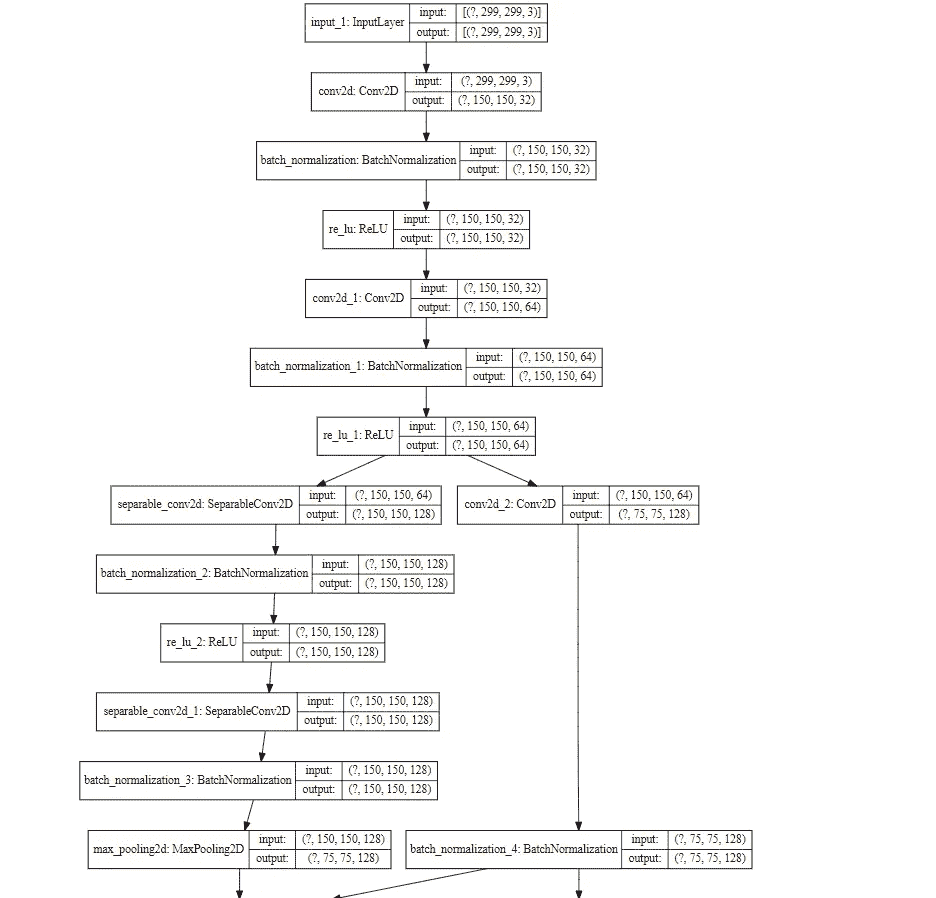 input_1: InputLayer
input: [(?, 299, 299, 3)]
output: [(?, 299, 299, 3)]
conv2d: Conv2D
input: (?, 299, 299, 3)
output: (?, 150, 150, 32)
batch_normalization: BatchNormalization
input: (?, 150, 150, 32)
output: (?, 150, 150, 32)
re_lu: ReLU
input: (?, 150, 150, 32)
output: (?, 150, 150, 32)
conv2d_1: Conv2D
input: (?, 150, 150, 32)
output: (?, 150, 150, 64)
batch_normalization_1: BatchNormalization
input: (?, 150, 150, 64)
output: (?, 150, 150, 64)
re_lu_1: ReLU
input: (?, 150, 150, 64)
output: (?, 150, 150, 64)
separable_conv2d: SeparableConv2D
input: (?, 150, 150, 64)
output: (?, 150, 150, 128)
conv2d_2: Conv2D
input: (?, 150, 150, 64)
output: (?, 75, 75, 128)
batch_normalization_2: BatchNormalization
input: (?, 150, 150, 128)
output: (?, 150, 150, 128)
re_lu_2: ReLU
input: (?, 150, 150, 128)
output: (?, 150, 150, 128)
separable_conv2d_1: SeparableConv2D
input: (?, 150, 150, 128)
output: (?, 150, 150, 128)
batch_normalization_3: BatchNormalization
input: (?, 150, 150, 128)
output: (?, 150, 150, 128)
max_pooling2d: MaxPooling2D
input: (?, 150, 150, 128)
output: (?, 75, 75, 128)
batch_normalization_4: BatchNormalization
input: (?, 75, 75, 128)
output: (?, 75, 75, 128)